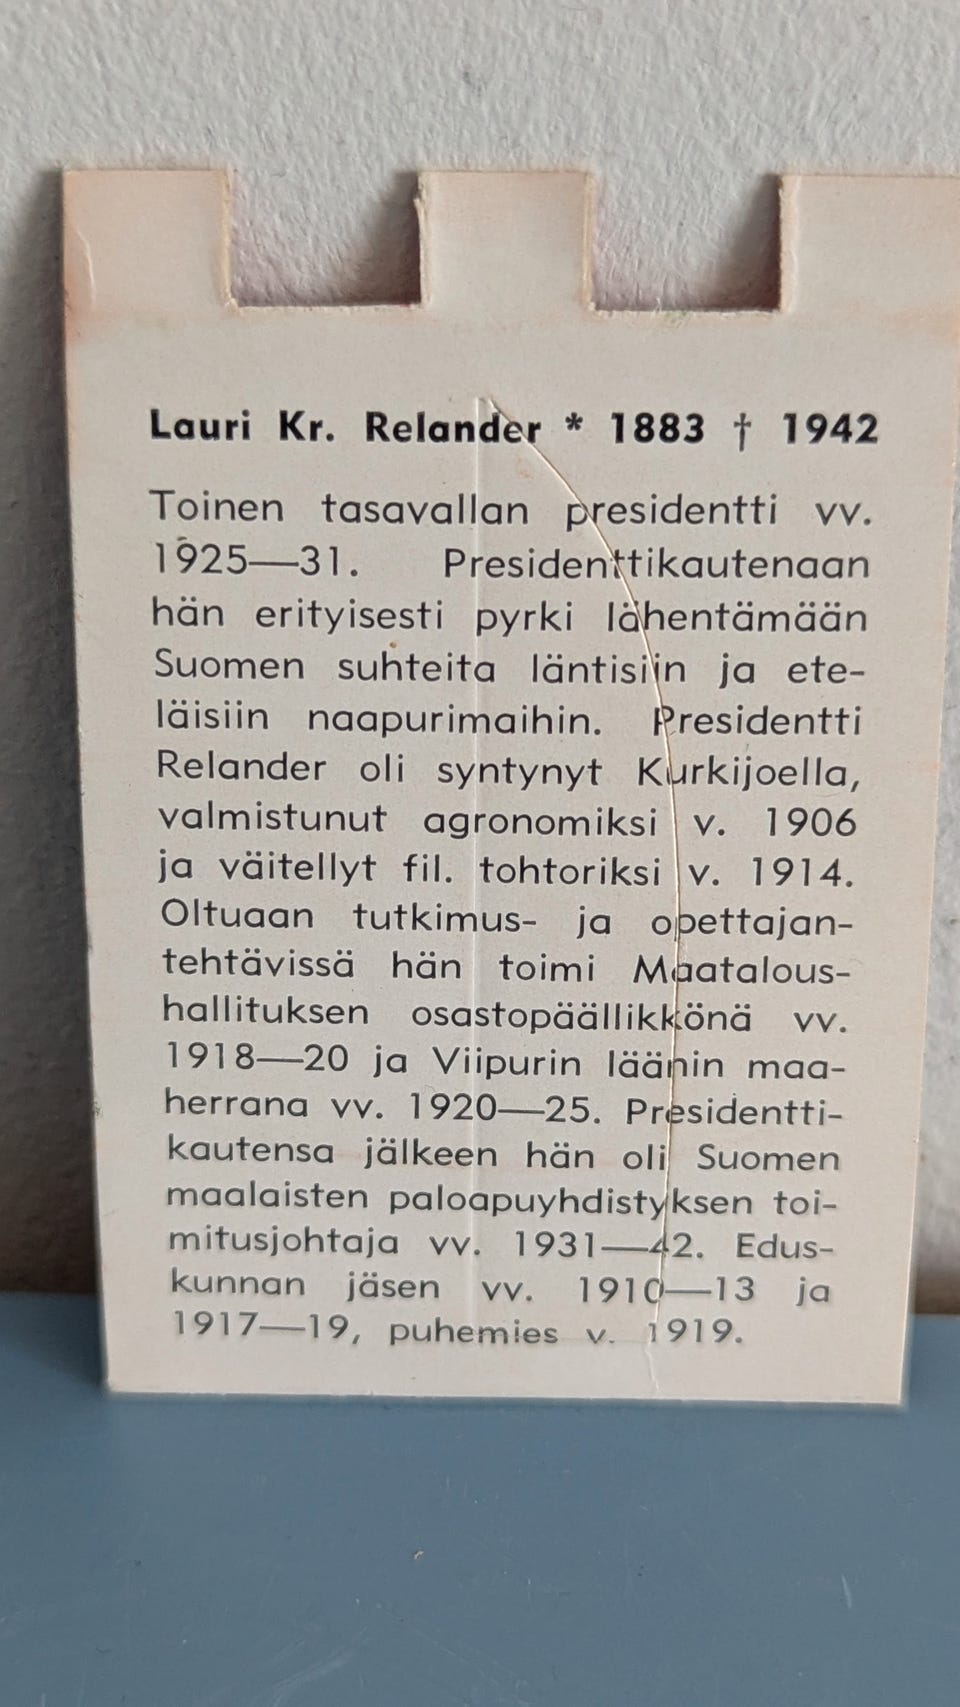 Lauri Kr. Relander * 1883 † 1942
Toinen tasavallan presidentti vv.
1925—31. Presidenttikautenaan
hän erityisesti pyrki lähentämään
Suomen suhteita läntisiin ja ete-
läisiin naapurimaihin. Presidentti
Relander oli syntynyt Kurkijoella,
valmistunut agronomiksi v. 1906
ja väitellyt fil. tohtoriksi v. 1914.
Oltuaan tutkimus- ja opettajan-
tehtävissä hän toimi Maatalous-
hallituksen osastopäällikkönä vv.
1918—20 ja Viipurin läänin maa-
herrana vv. 1920—25. Presidentti-
kautensa jälkeen hän oli Suomen
maalaisten paloapuyhdistyksen toi-
mitusjohtaja vv. 1931—42. Edus-
kunnan jäsen vv. 1910—13 ja
1917—19, puhemies v. 1919.